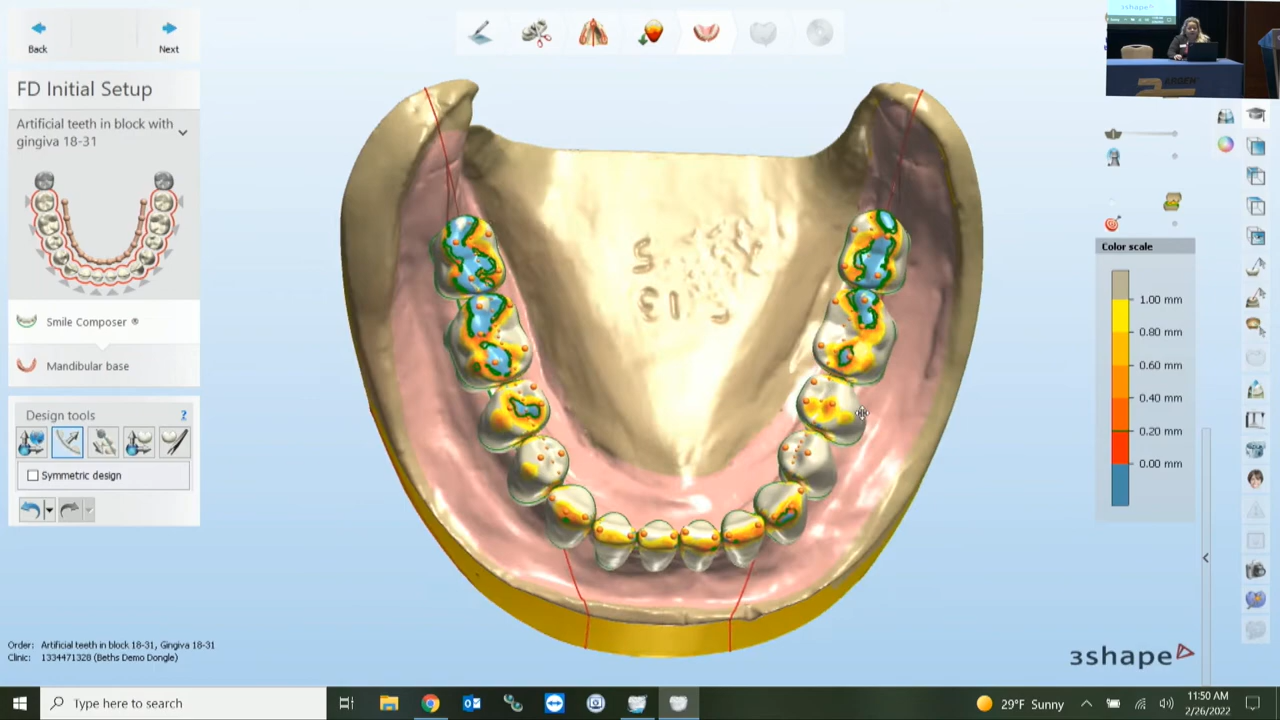 3shape
Back
Next
FD Initial Setup
Artificial teeth in block with
gingiva 18-31
Smile Composer ®
Mandibular base
Design tools
?
Symmetric design
ARGEN
Color scale
1.00 mm
0.80 mm
0.60 mm
0.40 mm
0.20 mm
0.00 mm
5
Order: Artificial teeth in block 18-31, Gingiva 18-31
Clinic: 1334471328 (Beths Demo Dongle)
3shape
Type here to search
29°F Sunny
11:50 AM
2/26/2022